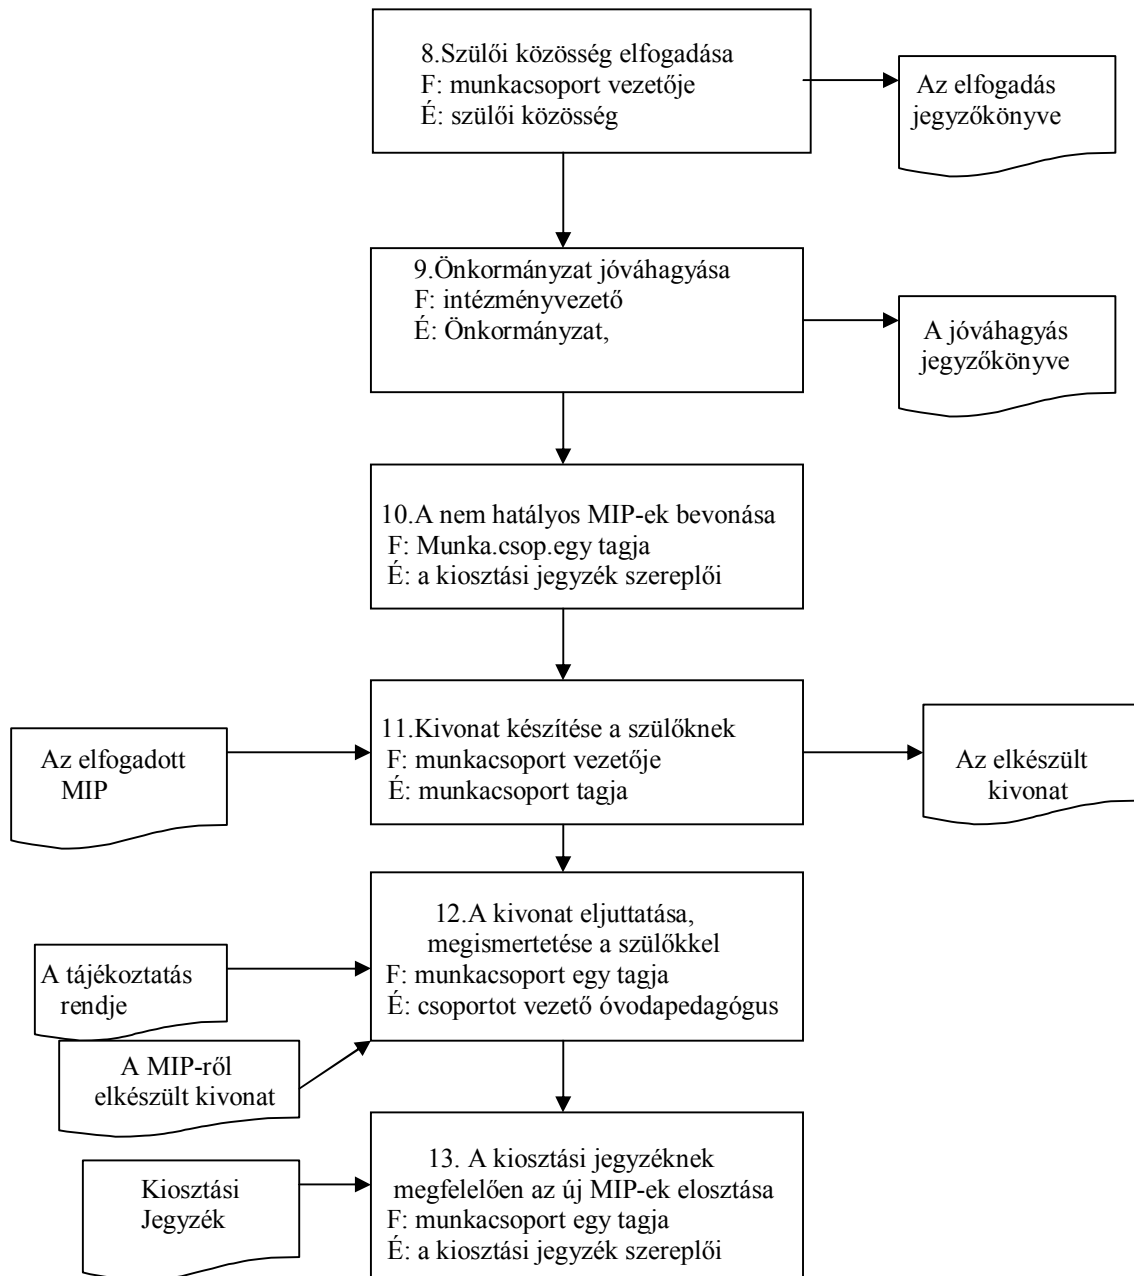 8.Szülői közösség elfogadása
F: munkacsoport vezetője
É: szülői közösség
Az elfogadás
jegyzőkönyve
9.Önkormányzat jóváhagyása
F: intézményvezető
É: Önkormányzat,
A jóváhagyás
jegyzőkönyve
10.A nem hatályos MIP-ek bevonása
F: Munka.csop.egy tagja
É: a kiosztási jegyzék szereplői
Az elfogadott
MIP
11.Kivonat készítése a szülőknek
F: munkacsoport vezetője
É: munkacsoport tagja
Az elkészült
kivonat
12.A kivonat eljuttatása,
megismertetése a szülőkkel
F: munkacsoport egy tagja
É: csoportot vezető óvodapedagógus
A tájékoztatás
rendje
A MIP-ről
elkészült kivonat
13. A kiosztási jegyzéknek
megfelelően az új MIP-ek elosztása
F: munkacsoport egy tagja
É: a kiosztási jegyzék szereplői
Kiosztási
Jegyzék